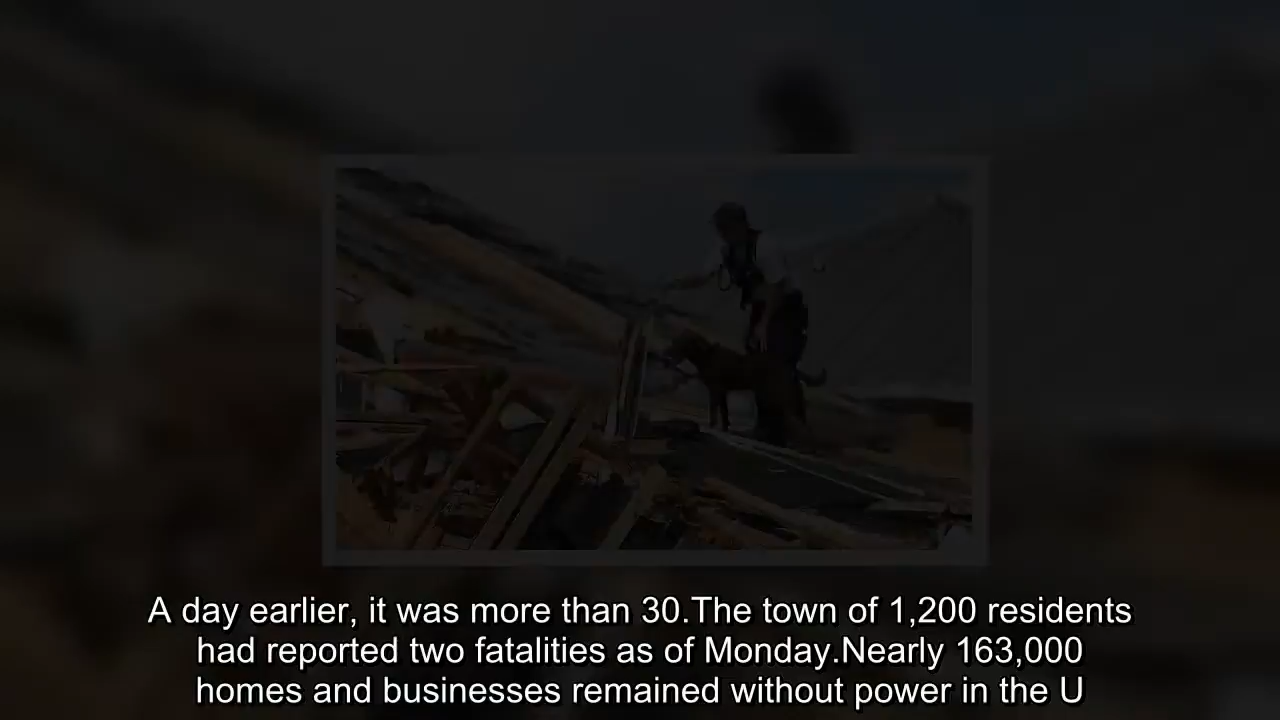 A day earlier, it was more than 30.The town of 1,200 residents
had reported two fatalities as of Monday.Nearly 163,000
homes and businesses remained without power in the U